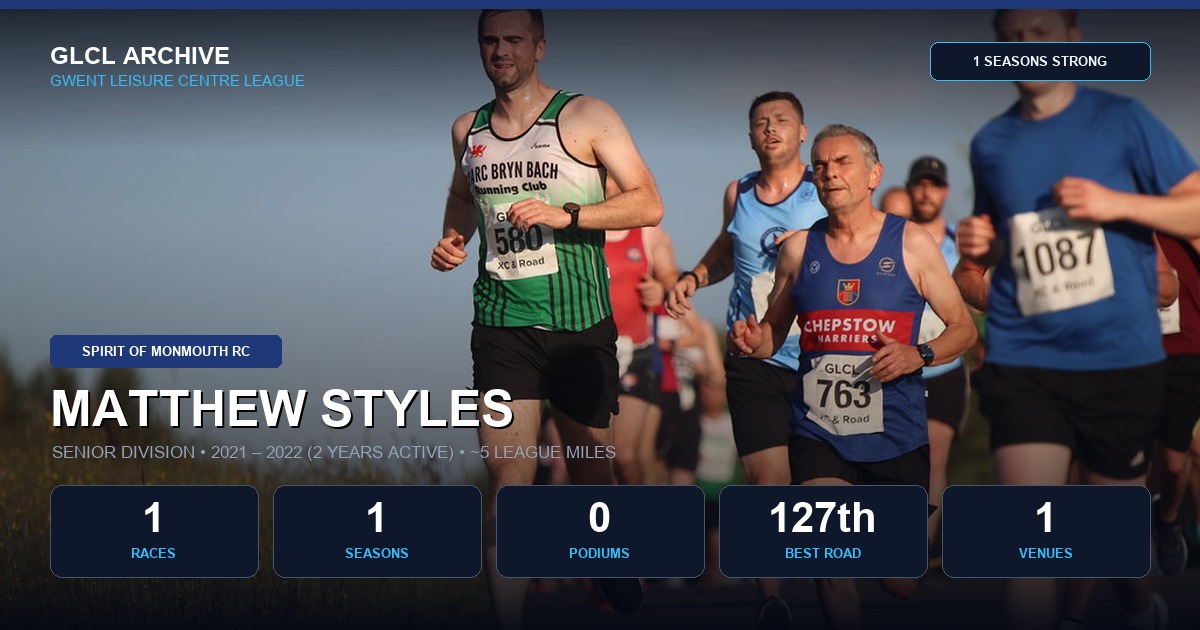 GLCL ARCHIVE
GWENT LEISURE CENTRE LEAGUE
1 SEASONS STRONG
PARC BRYN BACH
Running Club
580
XC & Road
1087
XC & Road
CHEPSTOW
HARRIERS
GLCL
763
XC & Road
SPIRIT OF MONMOUTH RC
MATTHEW STYLES
SENIOR DIVISION • 2021 – 2022 (2 YEARS ACTIVE) • ~5 LEAGUE MILES
1
RACES
1
SEASONS
0
PODIUMS
127th
BEST ROAD
1
VENUES